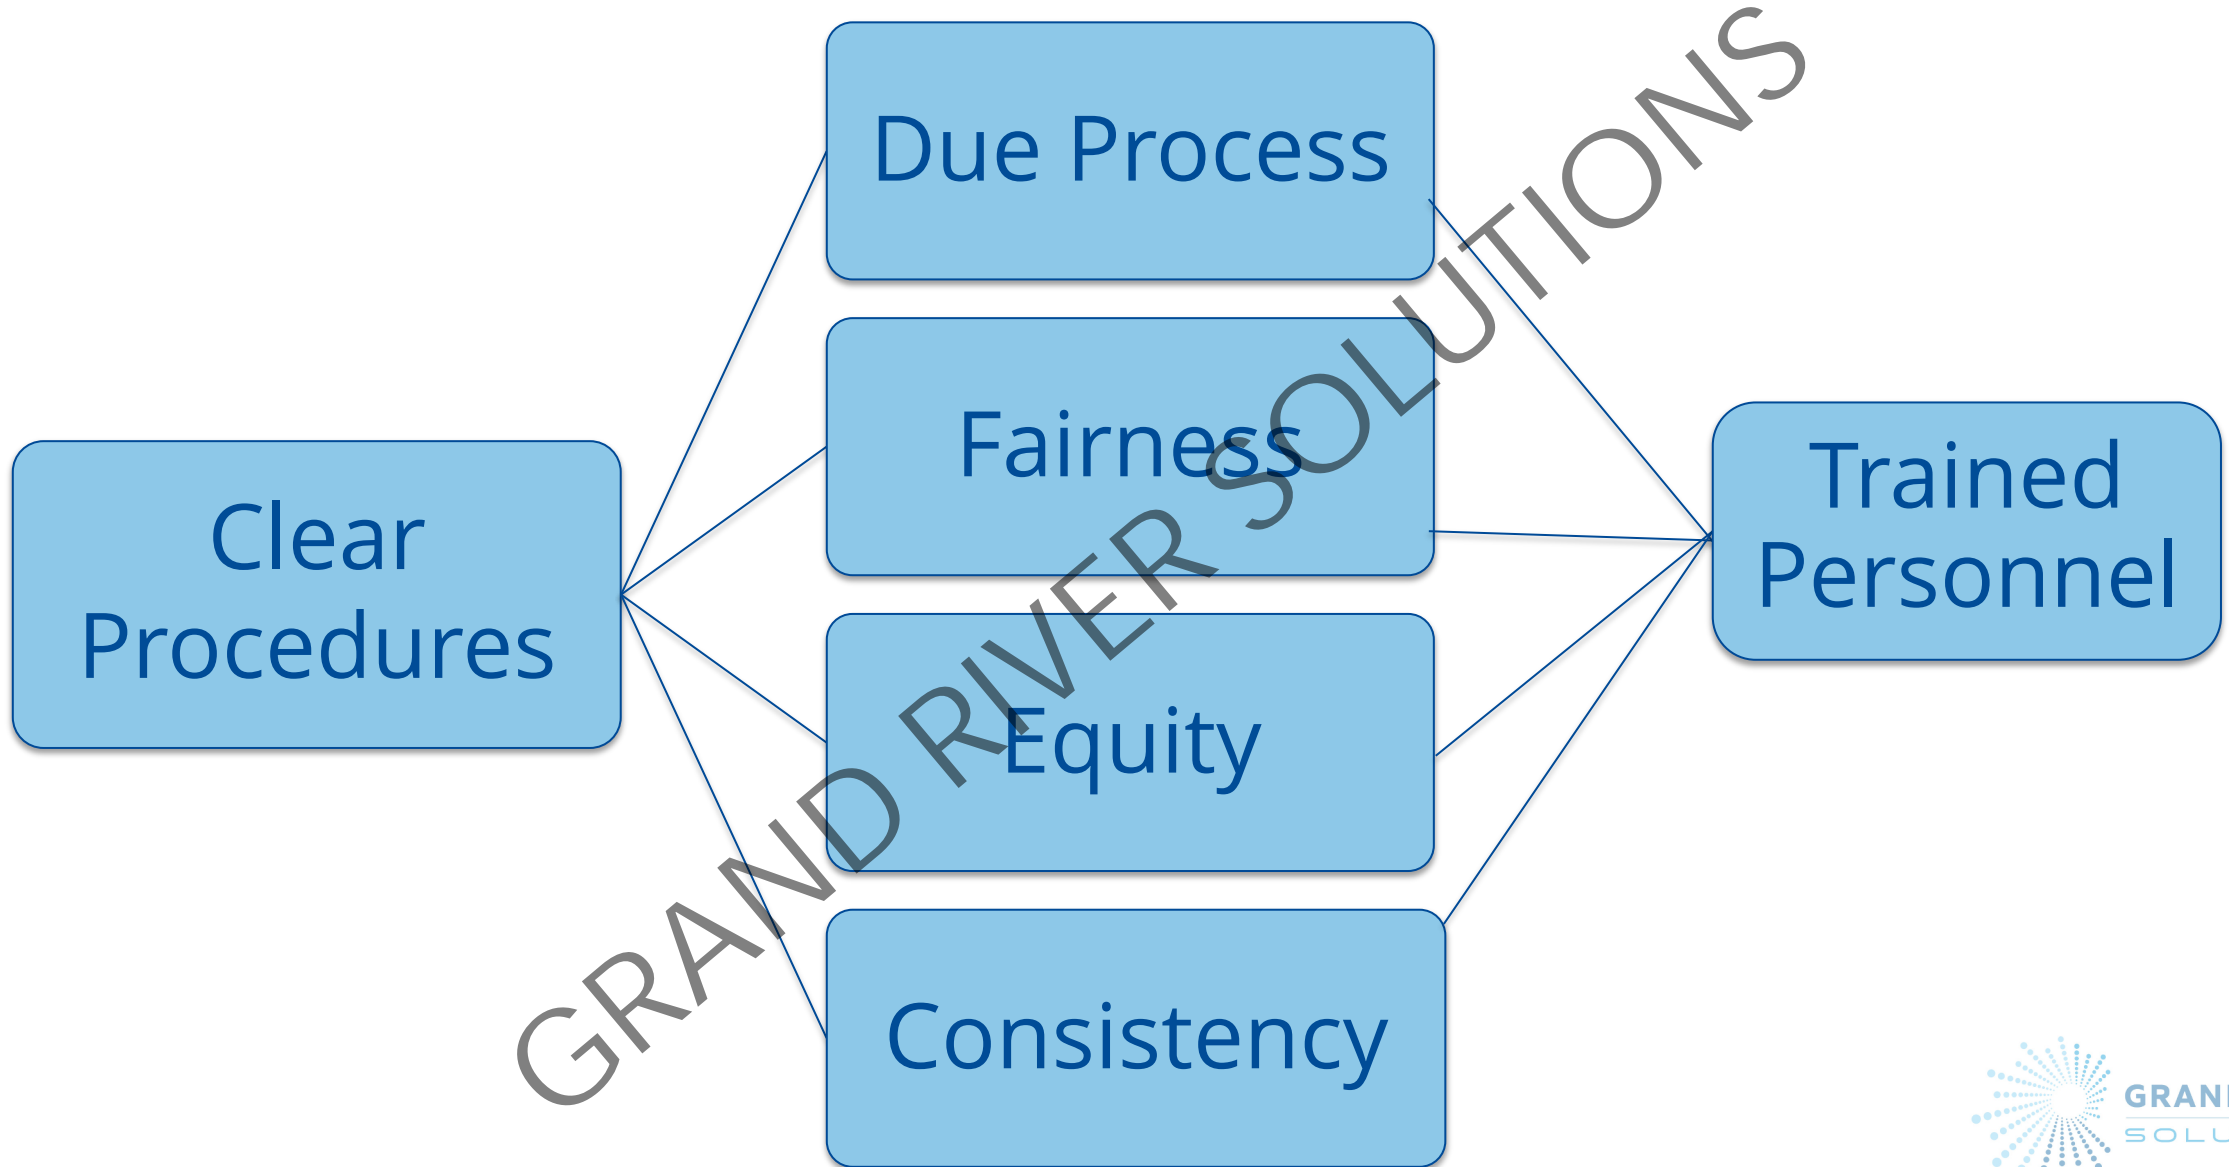 Due Process
Fairness
Clear
Procedures
Trained
Personnel
Equity
Consistency
GRAND RIVER SOLUTIONS